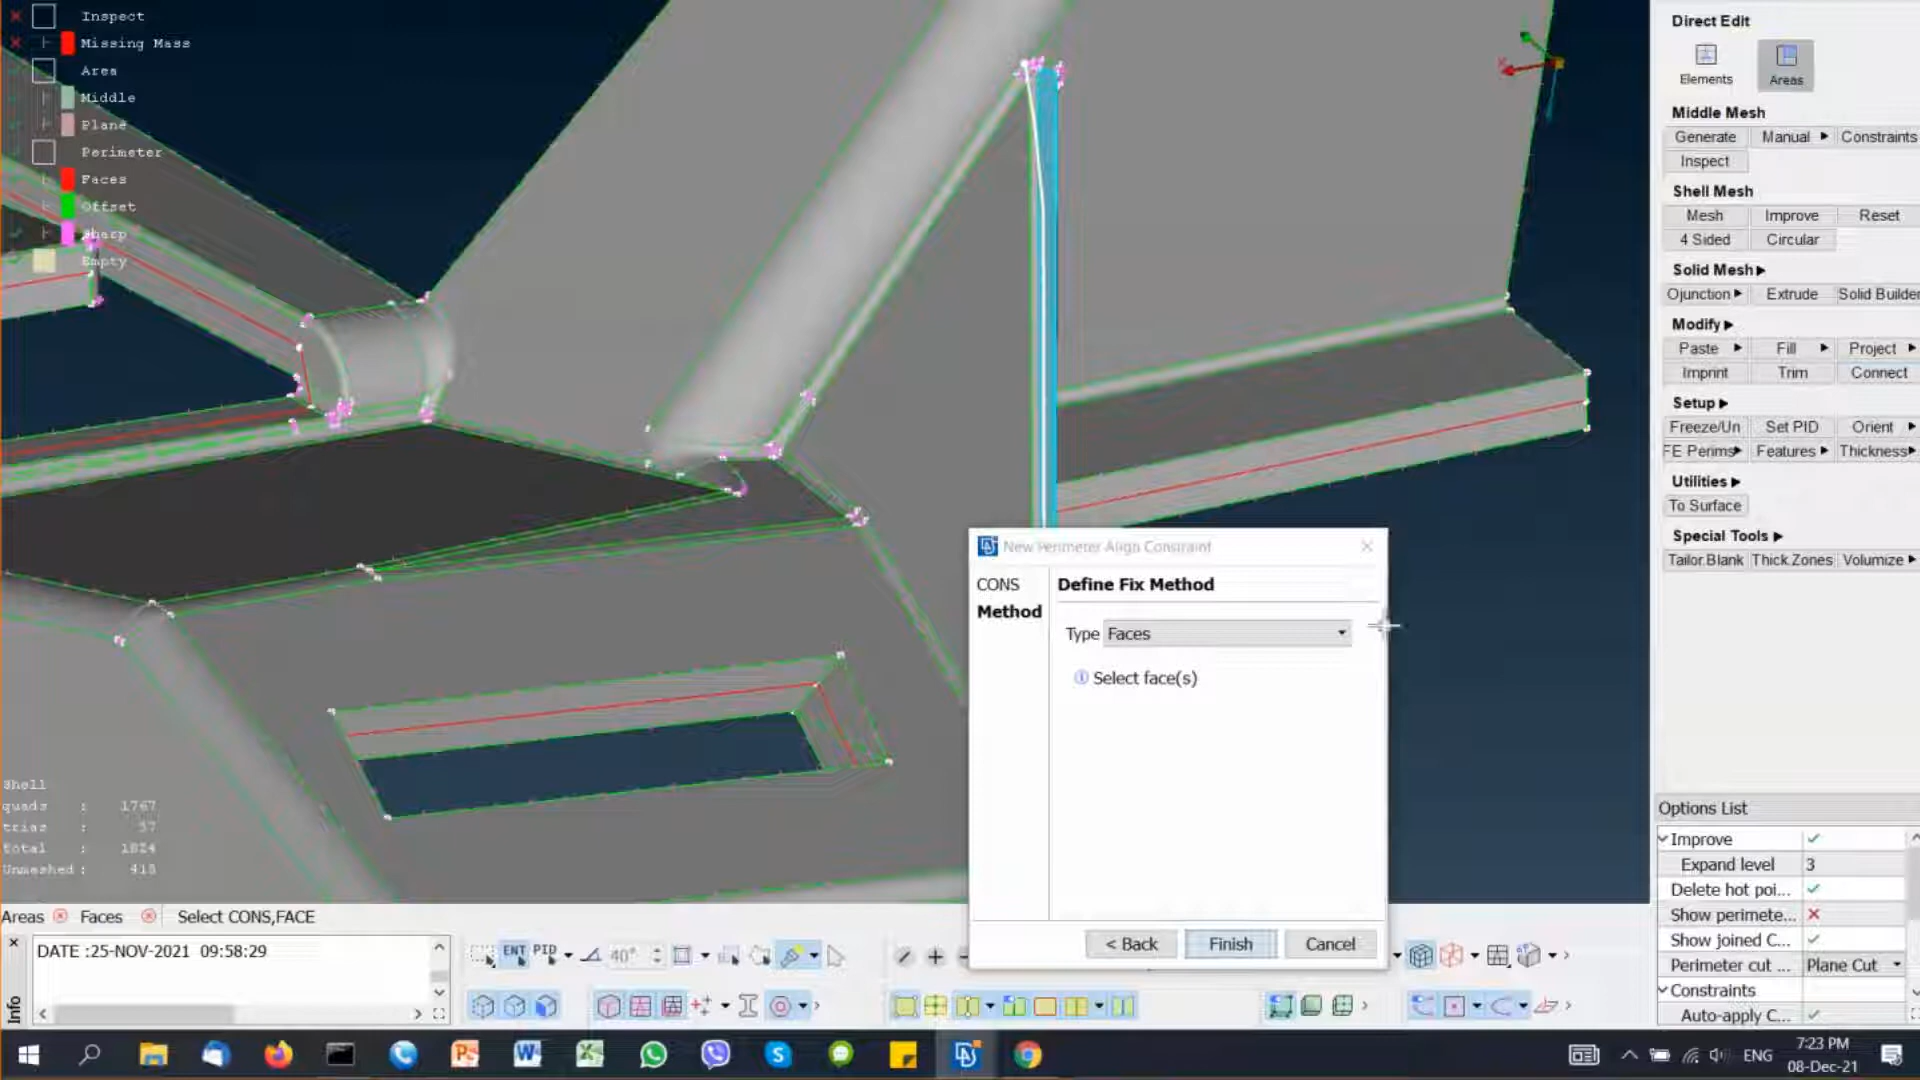 Inspect
Missing Mass
Area
Middle
Plane
Perimeter
Faces
Offset
Sharp
Empty
Shell
quads : 1767
trias : 57
Total : 1824
Unmeshed : 415
New Perimeter Align Constraint
CONS
Method
Define Fix Method
Type Faces
Select face(s)
< Back Finish Cancel
Direct Edit
Elements Areas
Middle Mesh
Generate Manual Constraints
Inspect
Shell Mesh
Mesh Improve Reset
4 Sided Circular
Solid Mesh
Ojunction Extrude Solid Builder
Modify
Paste Fill Project
Imprint Trim Connect
Setup
Freeze/Un Set PID Orient
FE Perims Features Thickness
Utilities
To Surface
Special Tools
Tailor.Blank Thick.Zones Volumize
Options List
Improve
Expand level 3
Delete hot poi...
Show perimete...
Show joined C...
Perimeter cut ... Plane Cut
Constraints
Auto-apply C...
Areas Faces Select CONS,FACE
DATE :25-NOV-2021 09:58:29
Info
ENT PID 40°
ENG
7:23 PM
08-Dec-21